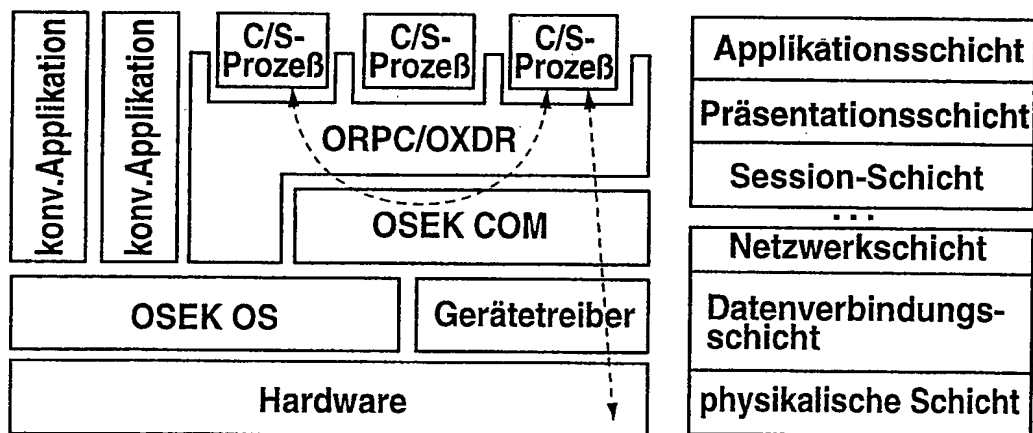 konv.Applikation
konv.Applikation
C/S-
Prozeß
C/S-
Prozeß
C/S-
Prozeß
ORPC/OXDR
OSEK COM
OSEK OS
Gerätetreiber
Hardware
Applikationsschicht
Präsentationsschicht
Session-Schicht
...
Netzwerkschicht
Datenverbindungs-
schicht
physikalische Schicht